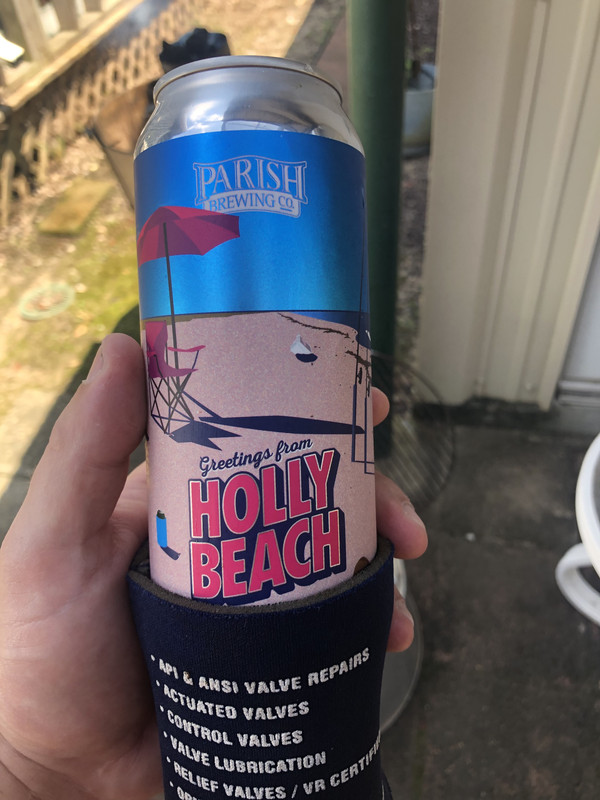 PARISH
BREWING CO.
Greetings from
HOLLY
BEACH
• API & ANSI VALVE REPAIRS
• ACTUATED VALVES
• CONTROL VALVES
• VALVE LUBRICATION
• RELIEF VALVES / VR